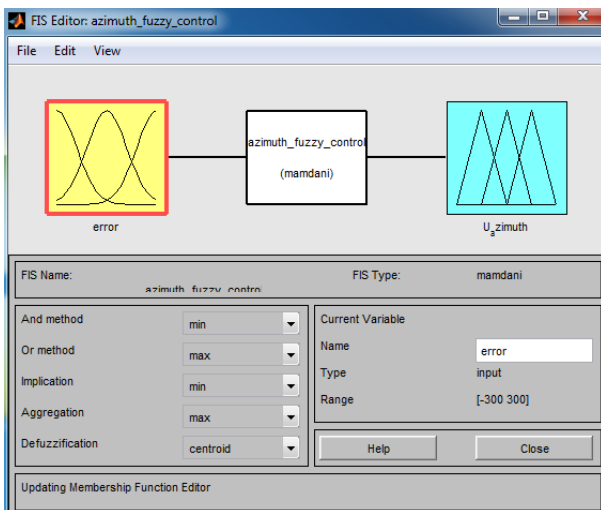 FIS Editor: azimuth_fuzzy_control
File Edit View
azimuth_fuzzy_control
(mamdani)
error
U_azimuth
FIS Name: azimuth_fuzzy_control FIS Type: mamdani
And method min
Or method max
Implication min
Aggregation max
Defuzzification centroid
Current Variable
Name error
Type input
Range [-300 300]
Help Close
Updating Membership Function Editor